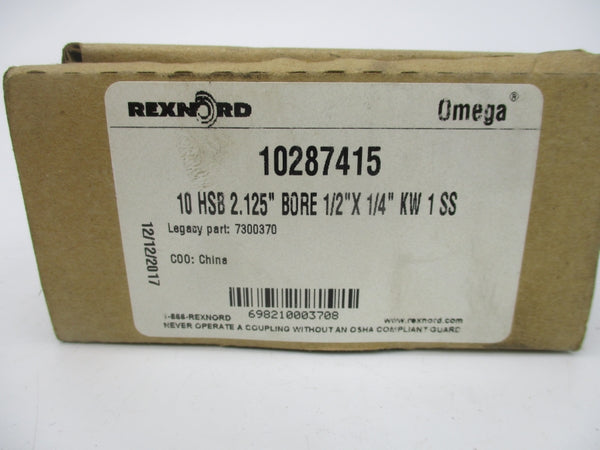 REXNORD
Omega®
10287415
10 HSB 2.125" BORE 1/2"X 1/4" KW 1 SS
Legacy part: 7300370
12/12/2017
COO: China
698210003708
1-866-REXNORD www.rexnord.com
NEVER OPERATE A COUPLING WITHOUT AN OSHA COMPLIANT GUARD